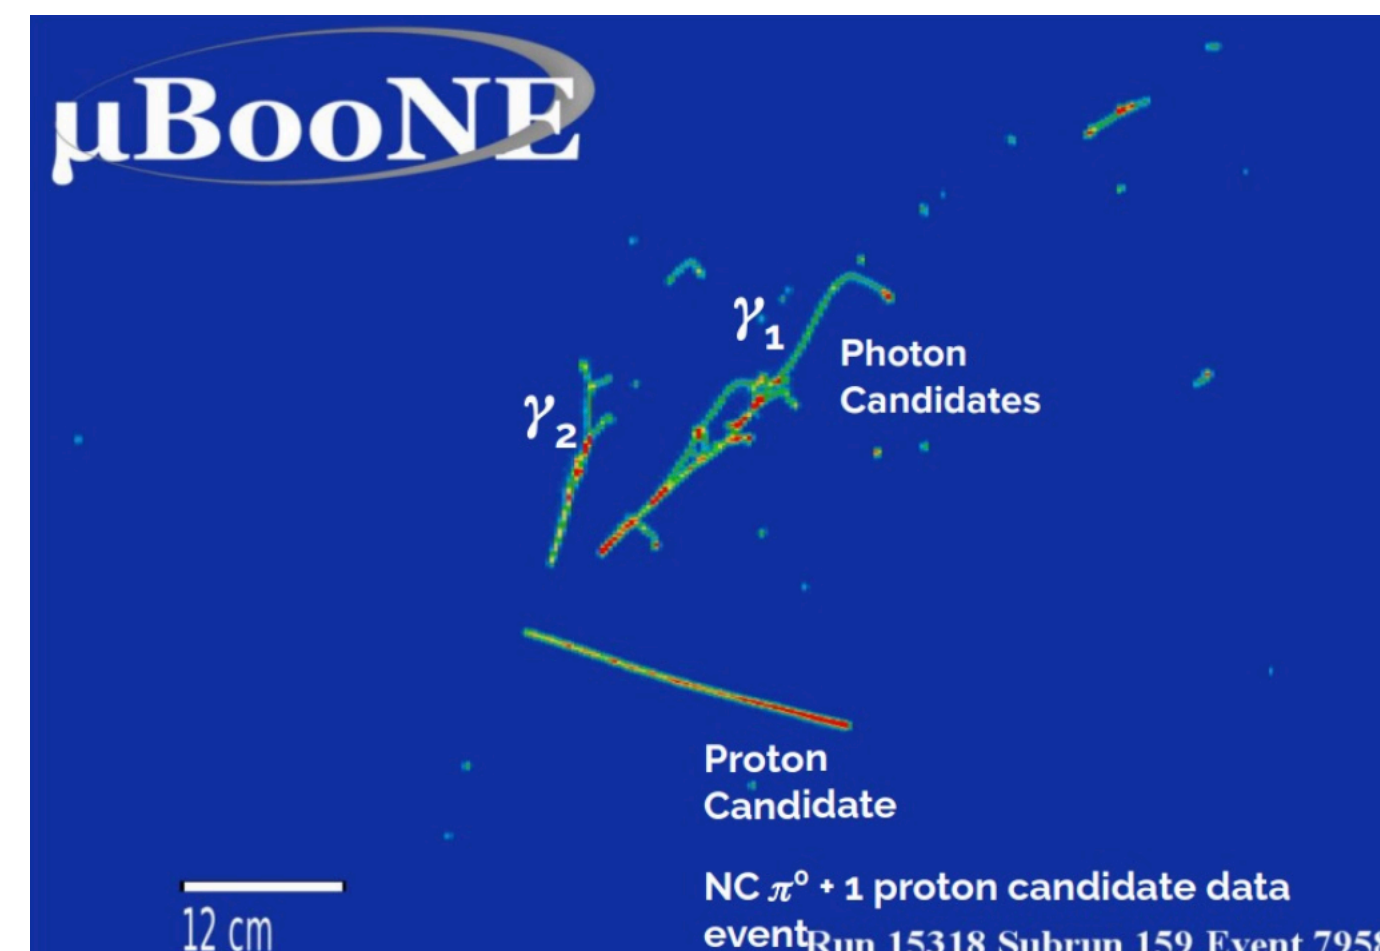 µBooNE
γ1
Photon
Candidates
γ2
Proton
Candidate
NC π⁰ + 1 proton candidate data
event
Run 15318 Subrun 159 Event
12 cm